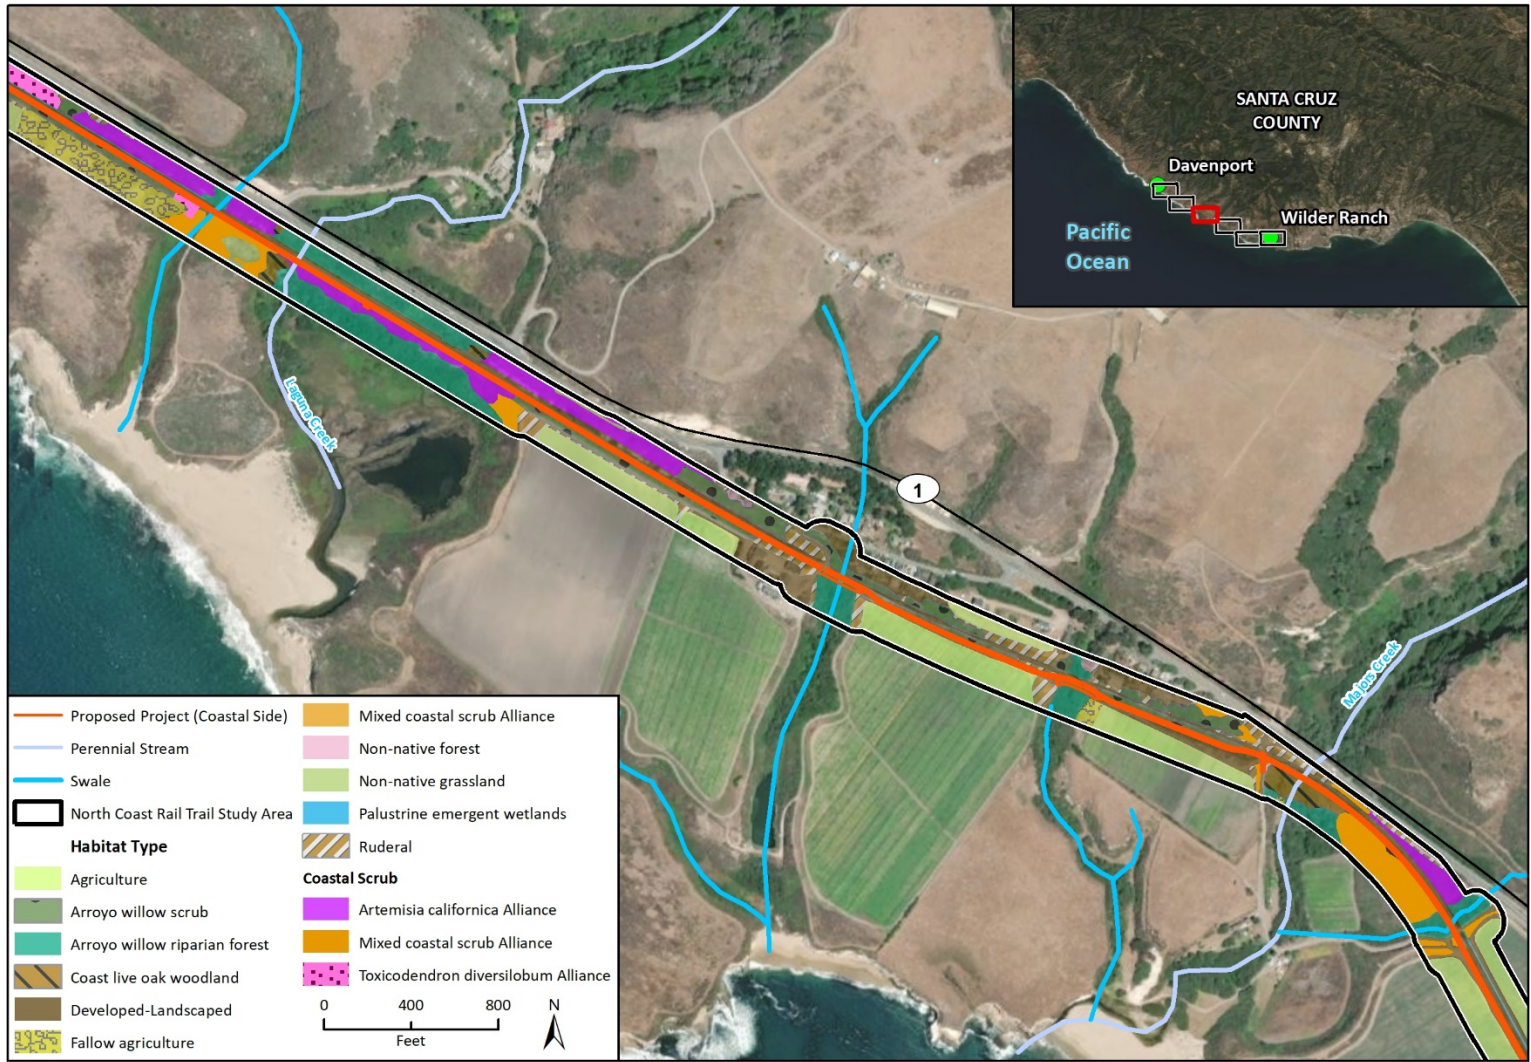 SANTA CRUZ
COUNTY
Davenport
Wilder Ranch
Pacific
Ocean
Laguna Creek
1
Majors Creek
Proposed Project (Coastal Side)
Perennial Stream
Swale
North Coast Rail Trail Study Area
Habitat Type
Agriculture
Arroyo willow scrub
Arroyo willow riparian forest
Coast live oak woodland
Developed-Landscaped
Fallow agriculture
Mixed coastal scrub Alliance
Non-native forest
Non-native grassland
Palustrine emergent wetlands
Ruderal
Coastal Scrub
Artemisia californica Alliance
Mixed coastal scrub Alliance
Toxicodendron diversilobum Alliance
0 400 800 N
Feet